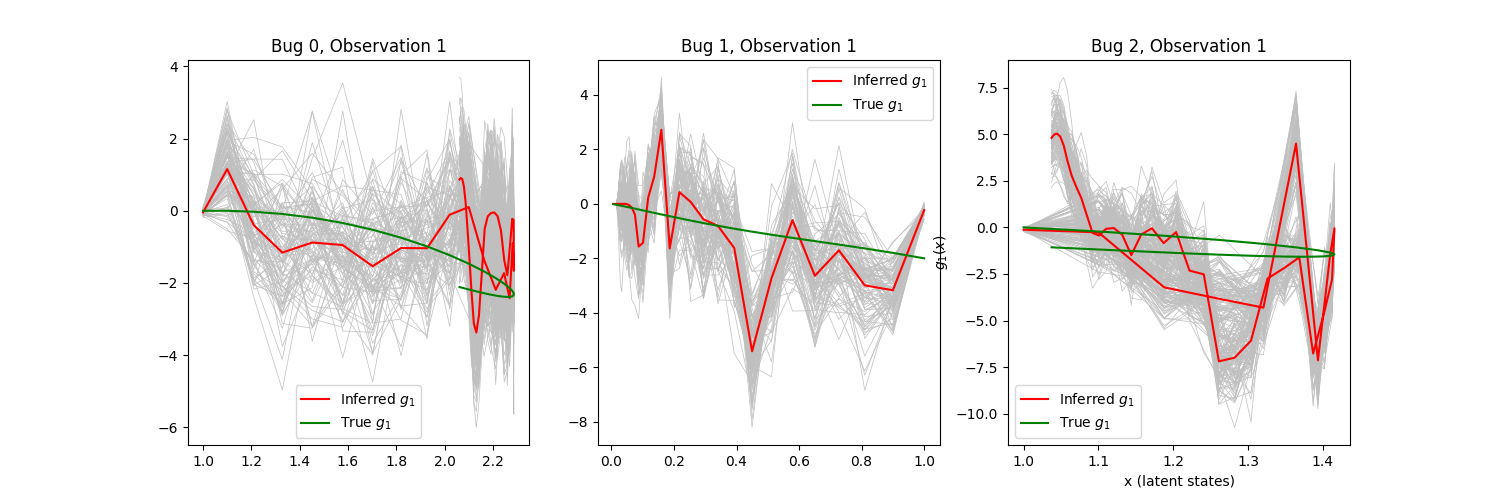 Bug 0, Observation 1
4
2
0
−2
−4
−6
1.0 1.2 1.4 1.6 1.8 2.0 2.2
Inferred g₁
True g₁
Bug 1, Observation 1
4
2
0
−2
−4
−6
−8
0.0 0.2 0.4 0.6 0.8 1.0
Inferred g₁
True g₁
Bug 2, Observation 1
g₁(x)
7.5
5.0
2.5
0.0
−2.5
−5.0
−7.5
−10.0
1.0 1.1 1.2 1.3 1.4
x (latent states)
Inferred g₁
True g₁